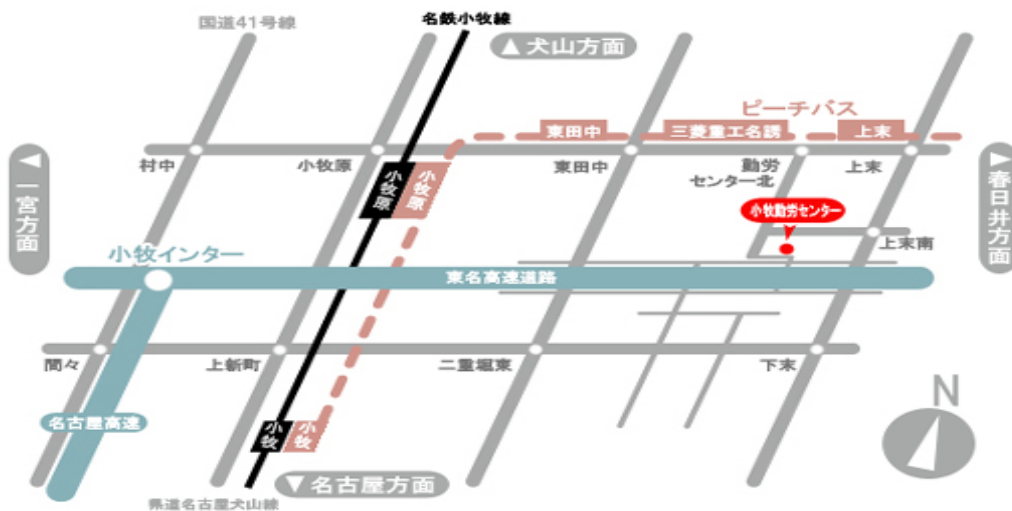 国道41号線
名鉄小牧線
▲犬山方面
ピーチバス
東田中
三菱重工名誘
上末
村中
小牧原
東田中
勤労
センター北
上末
◀一宮方面
▶春日井方面
小牧原
小牧原
小牧勤労センター
上末南
小牧インター
東名高速道路
間々
上新町
二重堀東
下末
名古屋高速
小牧
小牧
N
▼名古屋方面
県道名古屋犬山線